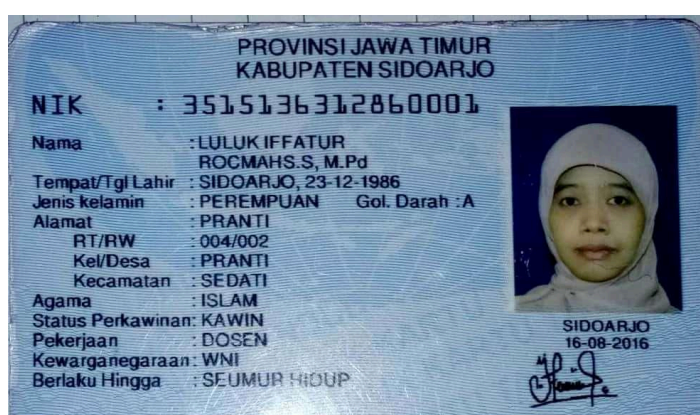 PROVINSI JAWA TIMUR
KABUPATEN SIDOARJO
NIK : 3515136312860001
Nama : LULUK IFFATUR
ROCMAHS.S, M.Pd
Tempat/Tgl Lahir : SIDOARJO, 23-12-1986
Jenis kelamin : PEREMPUAN Gol. Darah : A
Alamat : PRANTI
RT/RW : 004/002
Kel/Desa : PRANTI
Kecamatan : SEDATI
Agama : ISLAM
Status Perkawinan: KAWIN
Pekerjaan : DOSEN
Kewarganegaraan: WNI
Berlaku Hingga : SEUMUR HIDUP
SIDOARJO
16-08-2016